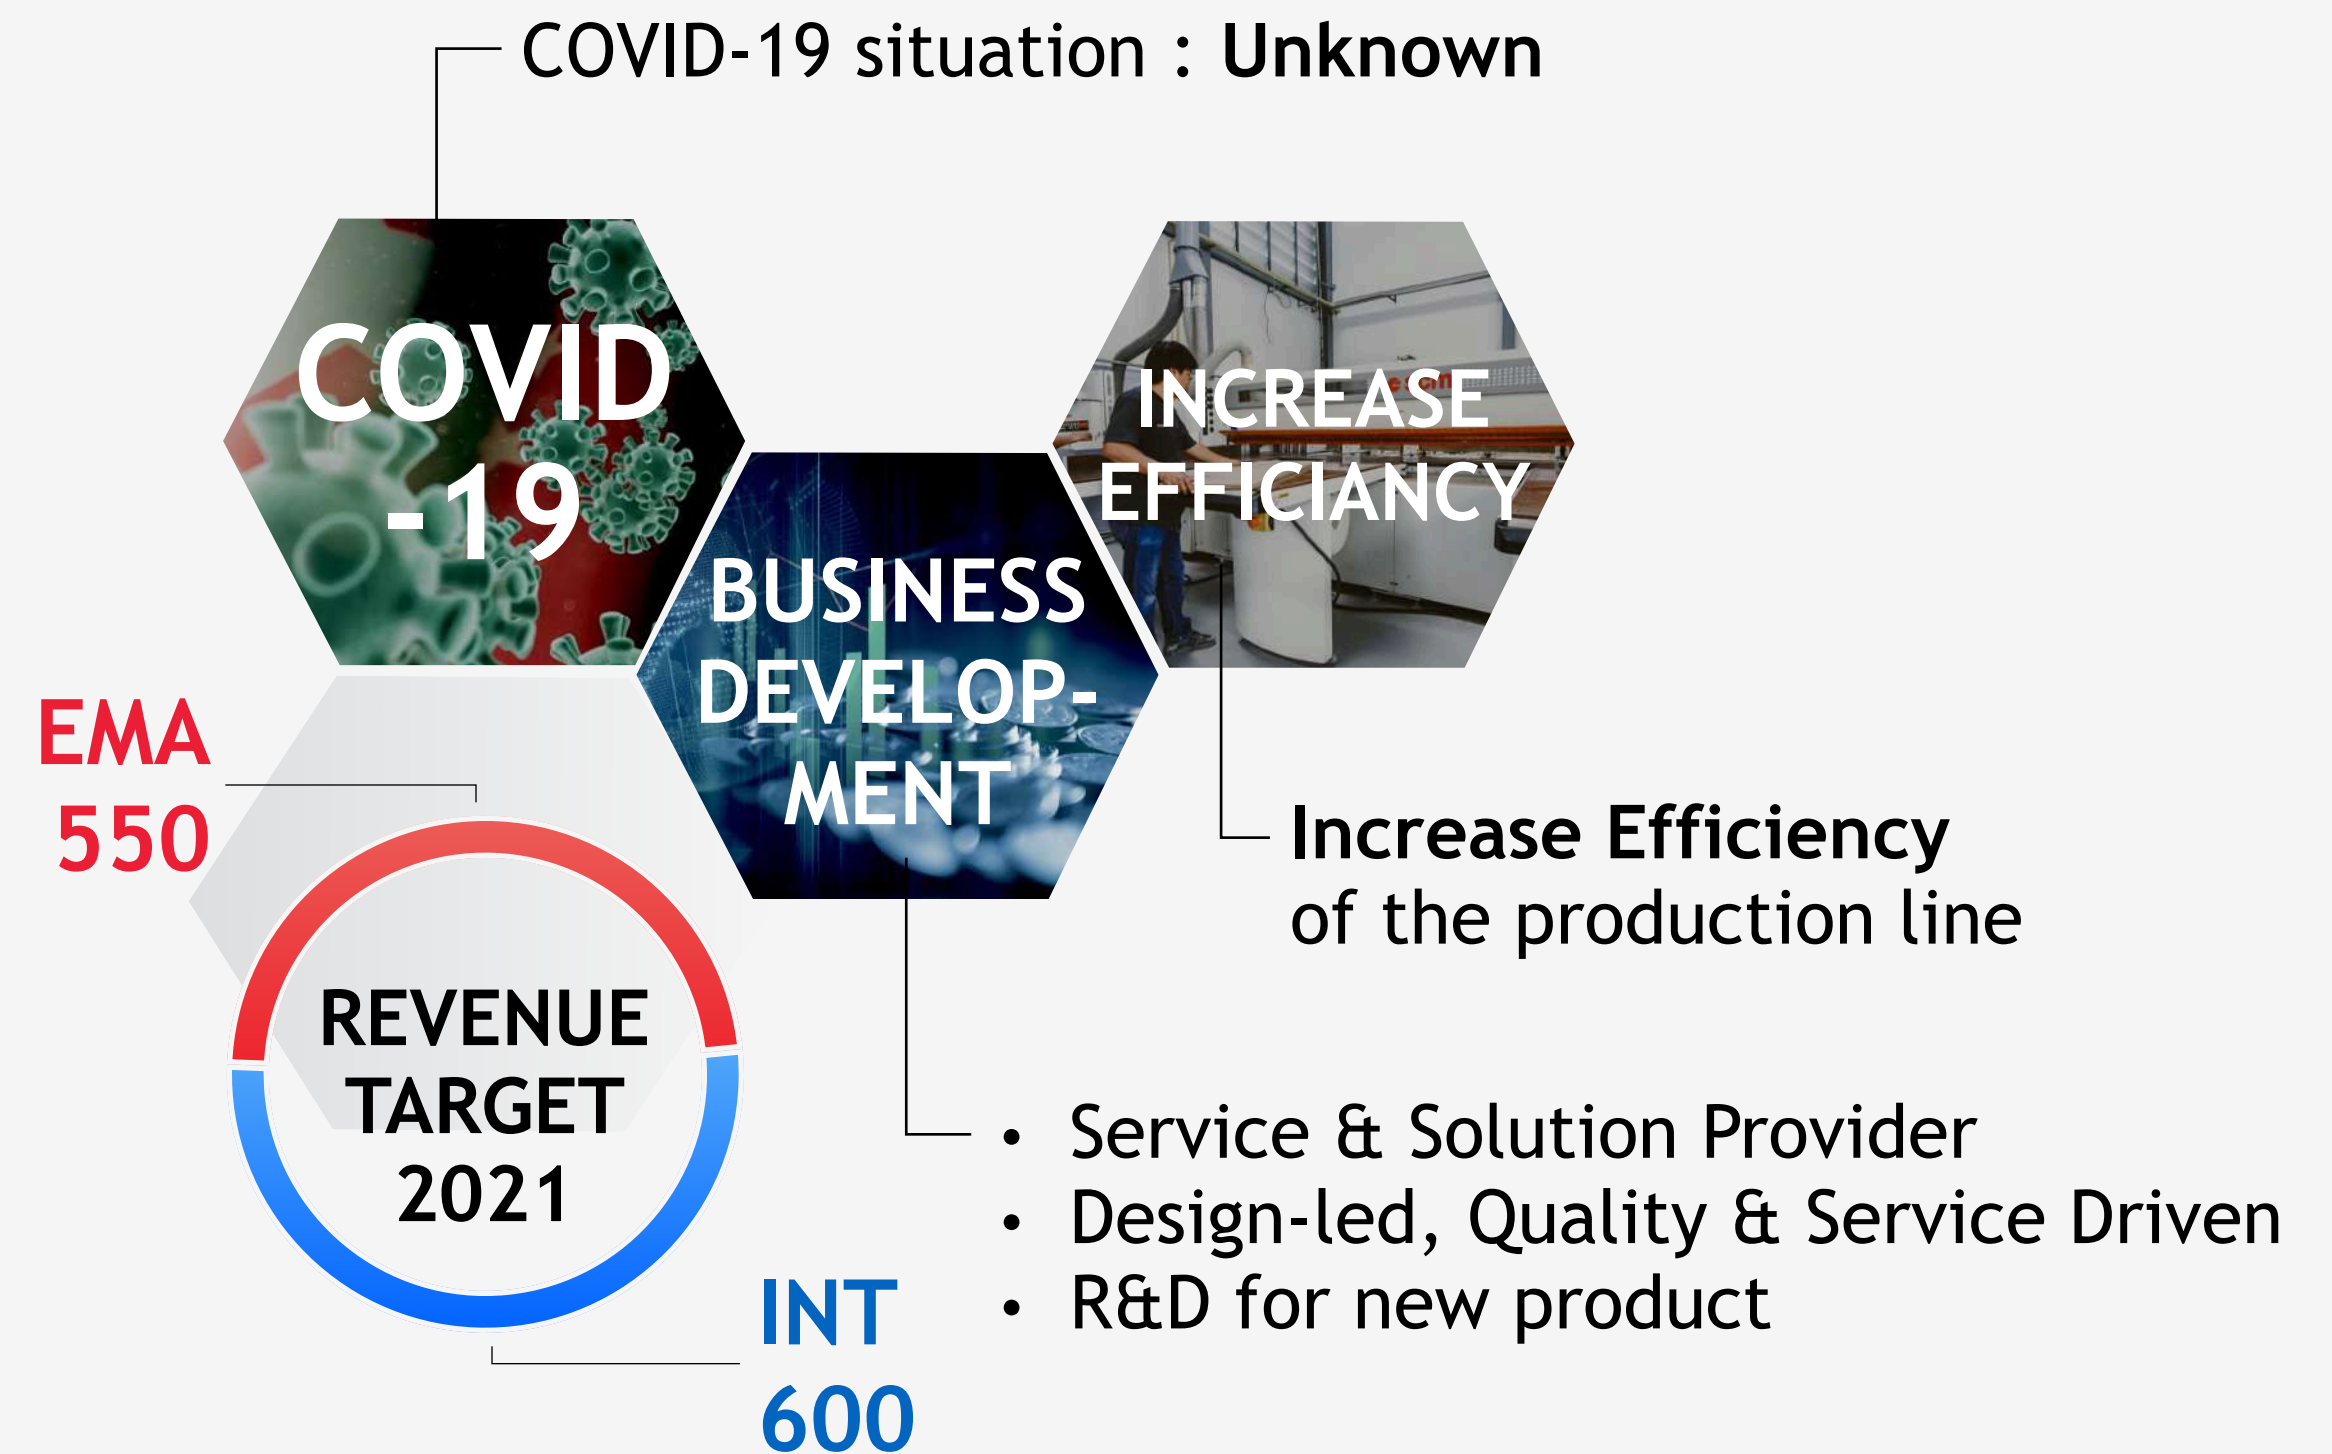 COVID-19 situation : Unknown
COVID
-19
INCREASE
EFFICIANCY
BUSINESS
DEVELOP-
MENT
EMA
550
Increase Efficiency
of the production line
REVENUE
TARGET
2021
INT
600
• Service & Solution Provider
• Design-led, Quality & Service Driven
• R&D for new product